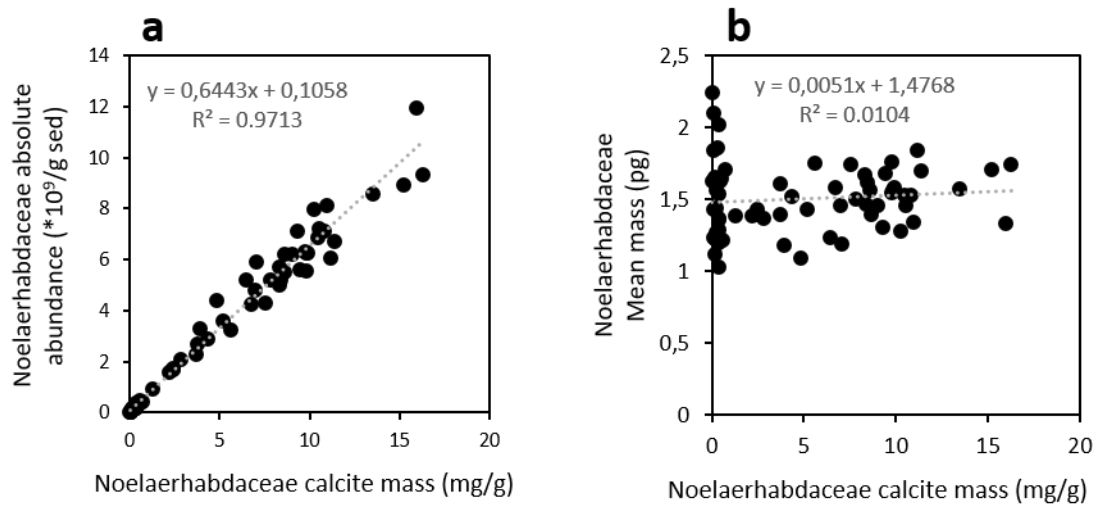 a
14
12
10
8
6
4
2
0
Noelaerhabdaceae absolute
abundance (*10⁹/g sed)
y = 0,6443x + 0,1058
R² = 0.9713
0 5 10 15 20
Noelaerhabdaceae calcite mass (mg/g)
b
2,5
2
1,5
1
0,5
0
Noelaerhabdaceae
Mean mass (pg)
y = 0,0051x + 1,4768
R² = 0.0104
0 5 10 15 20
Noelaerhabdaceae calcite mass (mg/g)